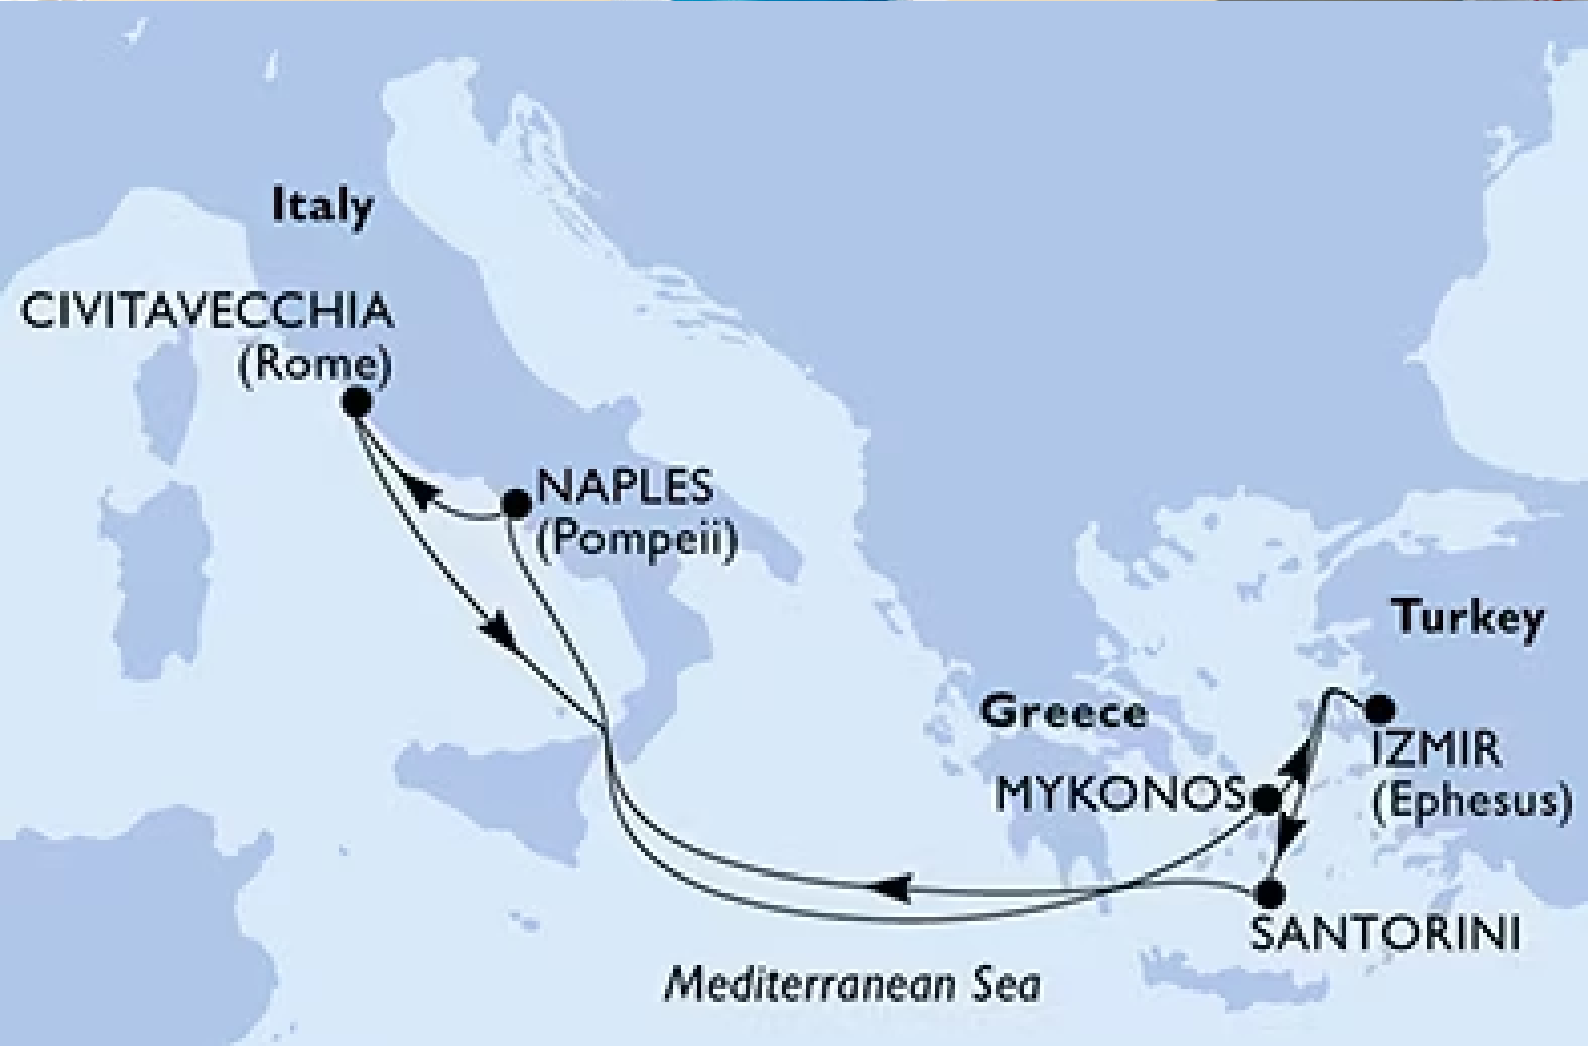 Italy
CIVITAVECCHIA
(Rome)
NAPLES
(Pompeii)
Turkey
Greece
IZMIR
(Ephesus)
MYKONOS
SANTORINI
Mediterranean Sea